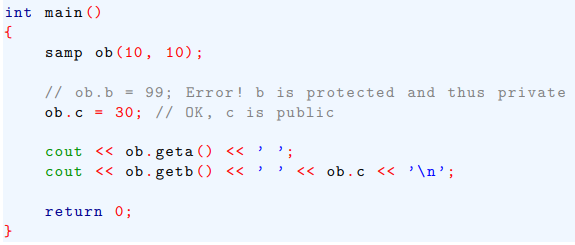 int main()
{
samp ob(10, 10);
// ob.b = 99; Error! b is protected and thus private
ob.c = 30; // OK, c is public
cout << ob.geta() << ’ ’;
cout << ob.getb() << ’ ’ << ob.c << ’\n’;
return 0;
}